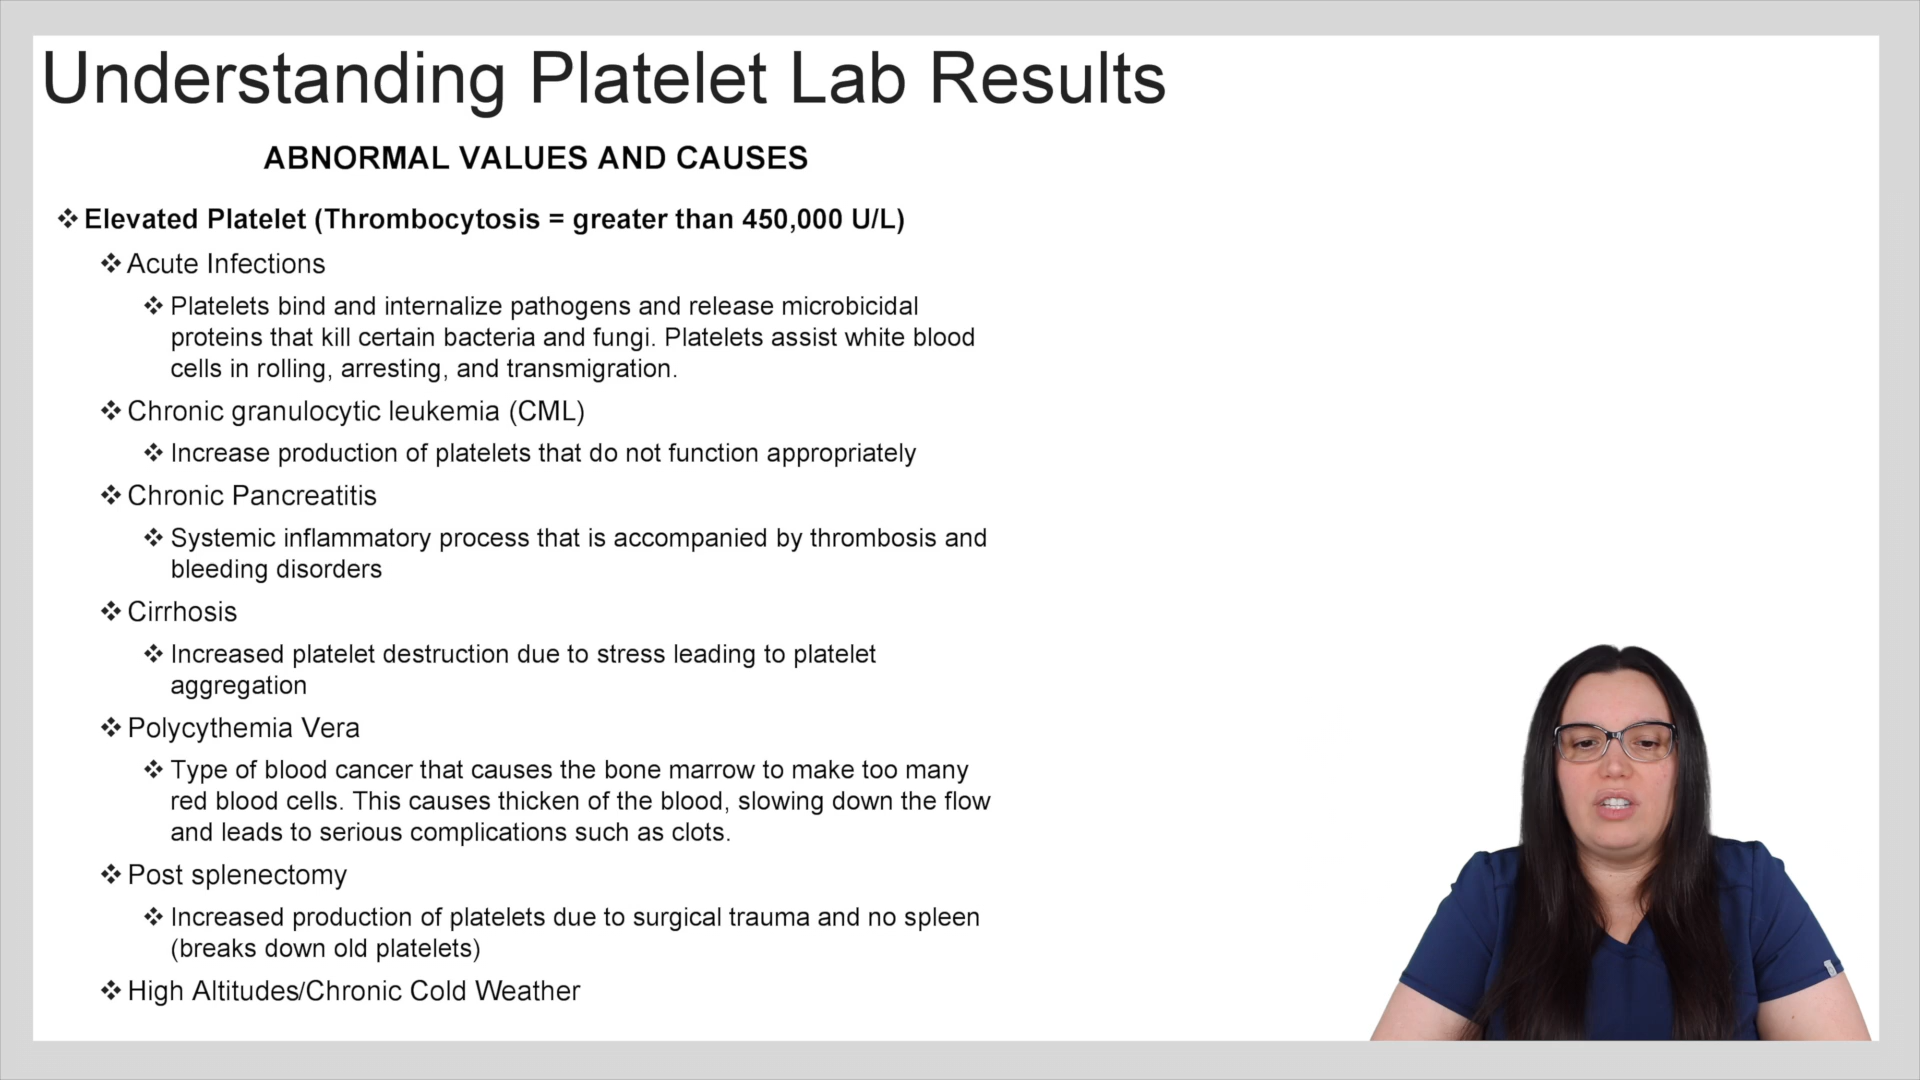 Understanding Platelet Lab Results
ABNORMAL VALUES AND CAUSES
❖ Elevated Platelet (Thrombocytosis = greater than 450,000 U/L)
❖ Acute Infections
❖ Platelets bind and internalize pathogens and release microbicidal
proteins that kill certain bacteria and fungi. Platelets assist white blood
cells in rolling, arresting, and transmigration.
❖ Chronic granulocytic leukemia (CML)
❖ Increase production of platelets that do not function appropriately
❖ Chronic Pancreatitis
❖ Systemic inflammatory process that is accompanied by thrombosis and
bleeding disorders
❖ Cirrhosis
❖ Increased platelet destruction due to stress leading to platelet
aggregation
❖ Polycythemia Vera
❖ Type of blood cancer that causes the bone marrow to make too many
red blood cells. This causes thicken of the blood, slowing down the flow
and leads to serious complications such as clots.
❖ Post splenectomy
❖ Increased production of platelets due to surgical trauma and no spleen
(breaks down old platelets)
❖ High Altitudes/Chronic Cold Weather